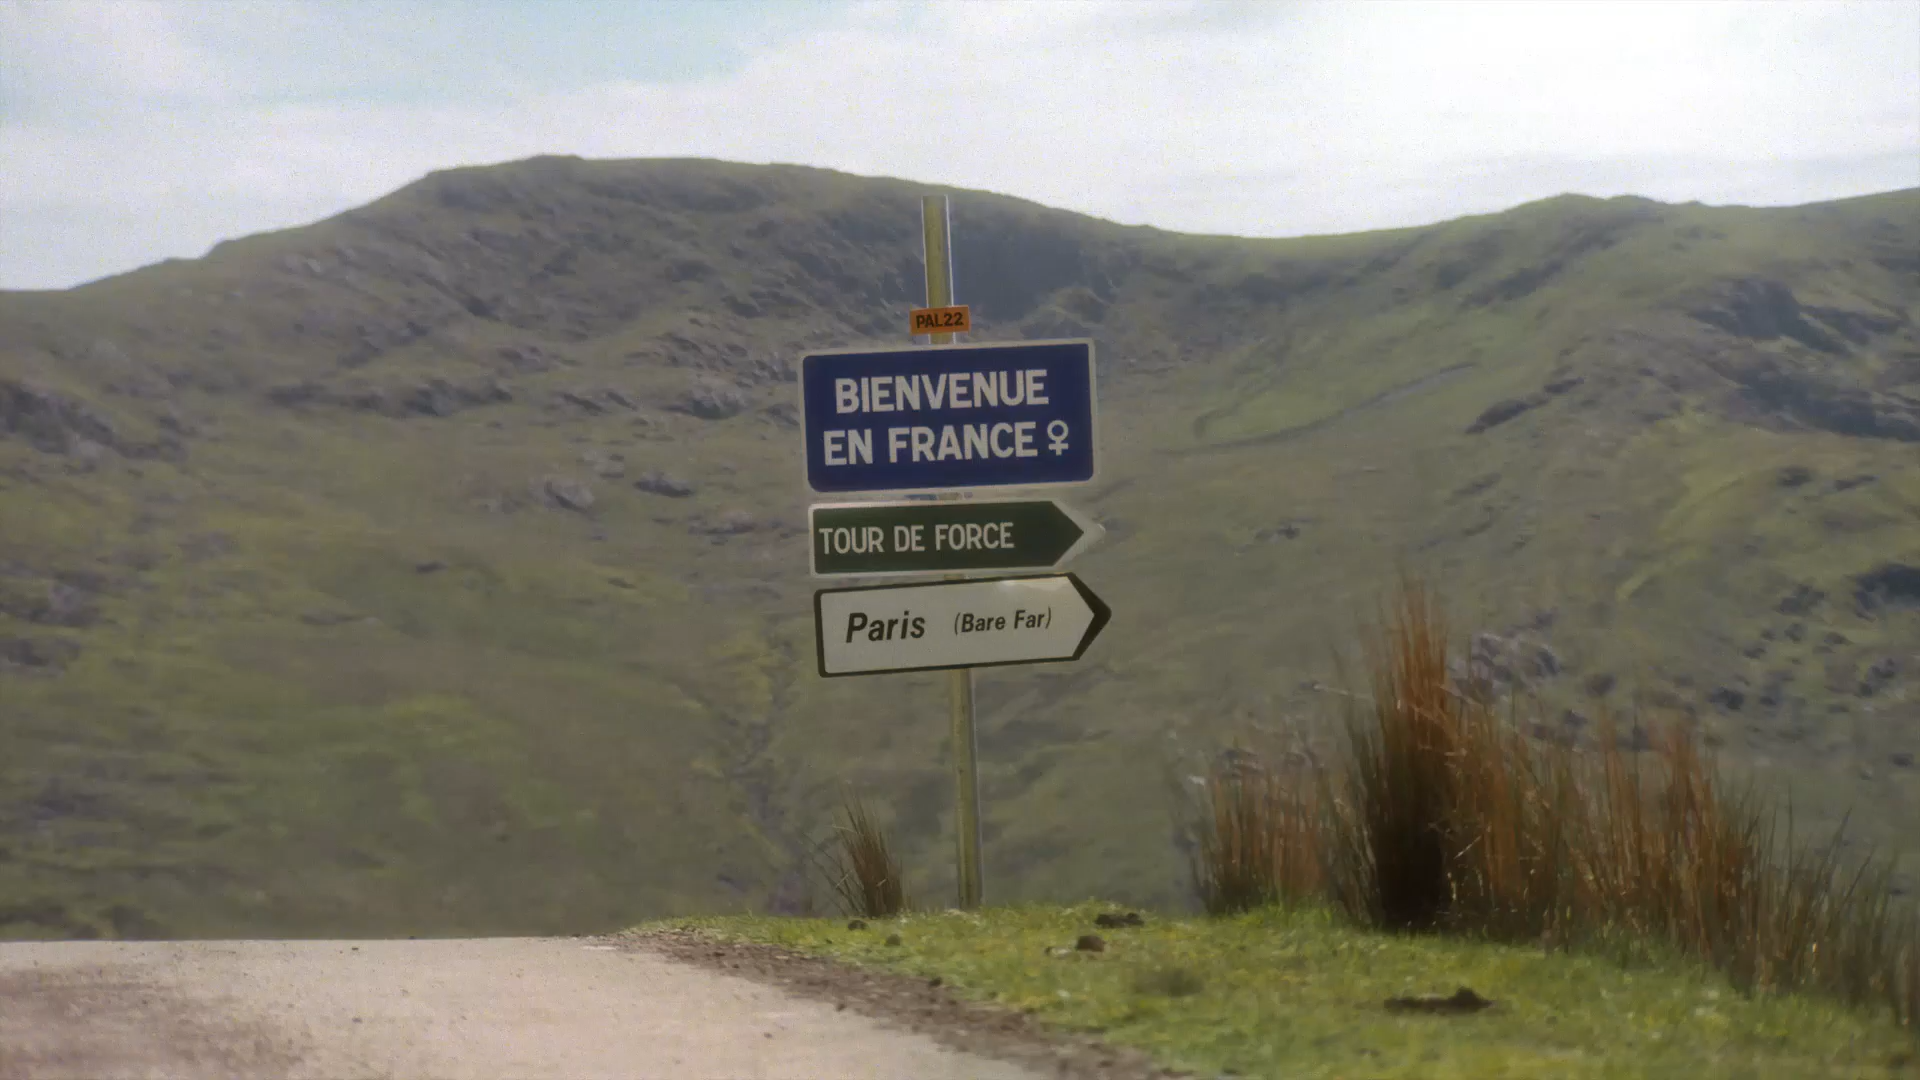 PAL22
BIENVENUE
EN FRANCE♀
TOUR DE FORCE
Paris (Bare Far)